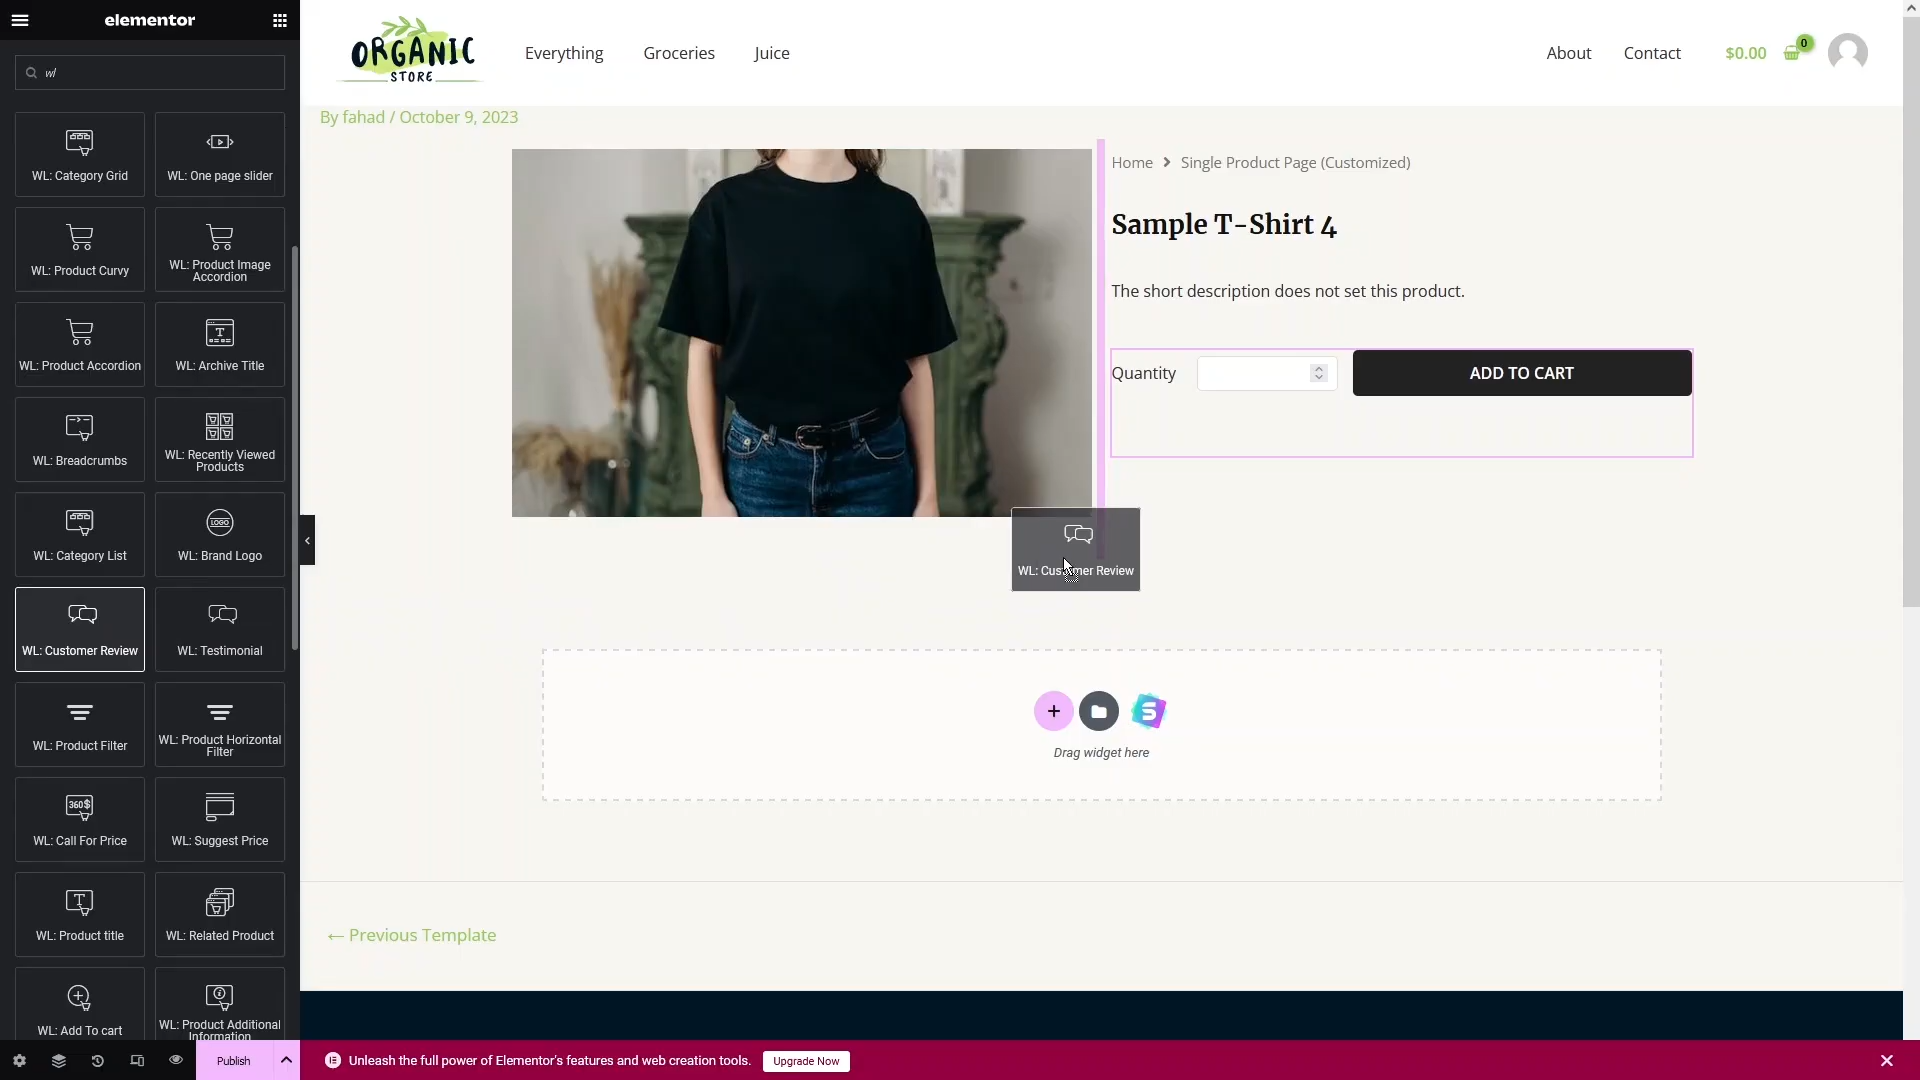 elementor
wl
WL: Category Grid
WL: One page slider
WL: Product Curvy
WL: Product Image
Accordion
WL: Product Accordion
WL: Archive Title
WL: Breadcrumbs
WL: Recently Viewed
Products
WL: Category List
LOGO
WL: Brand Logo
WL: Customer Review
WL: Testimonial
WL: Product Filter
WL: Product Horizontal
Filter
360$
WL: Call For Price
WL: Suggest Price
WL: Product title
WL: Related Product
WL: Add To cart
WL: Product Additional
Information
Publish
ORGANIC
STORE
Everything
Groceries
Juice
About
Contact
$0.00
0
By fahad / October 9, 2023
Home
Single Product Page (Customized)
Sample T-Shirt 4
The short description does not set this product.
Quantity
ADD TO CART
WL: Customer Review
Drag widget here
← Previous Template
Unleash the full power of Elementor's features and web creation tools.
Upgrade Now